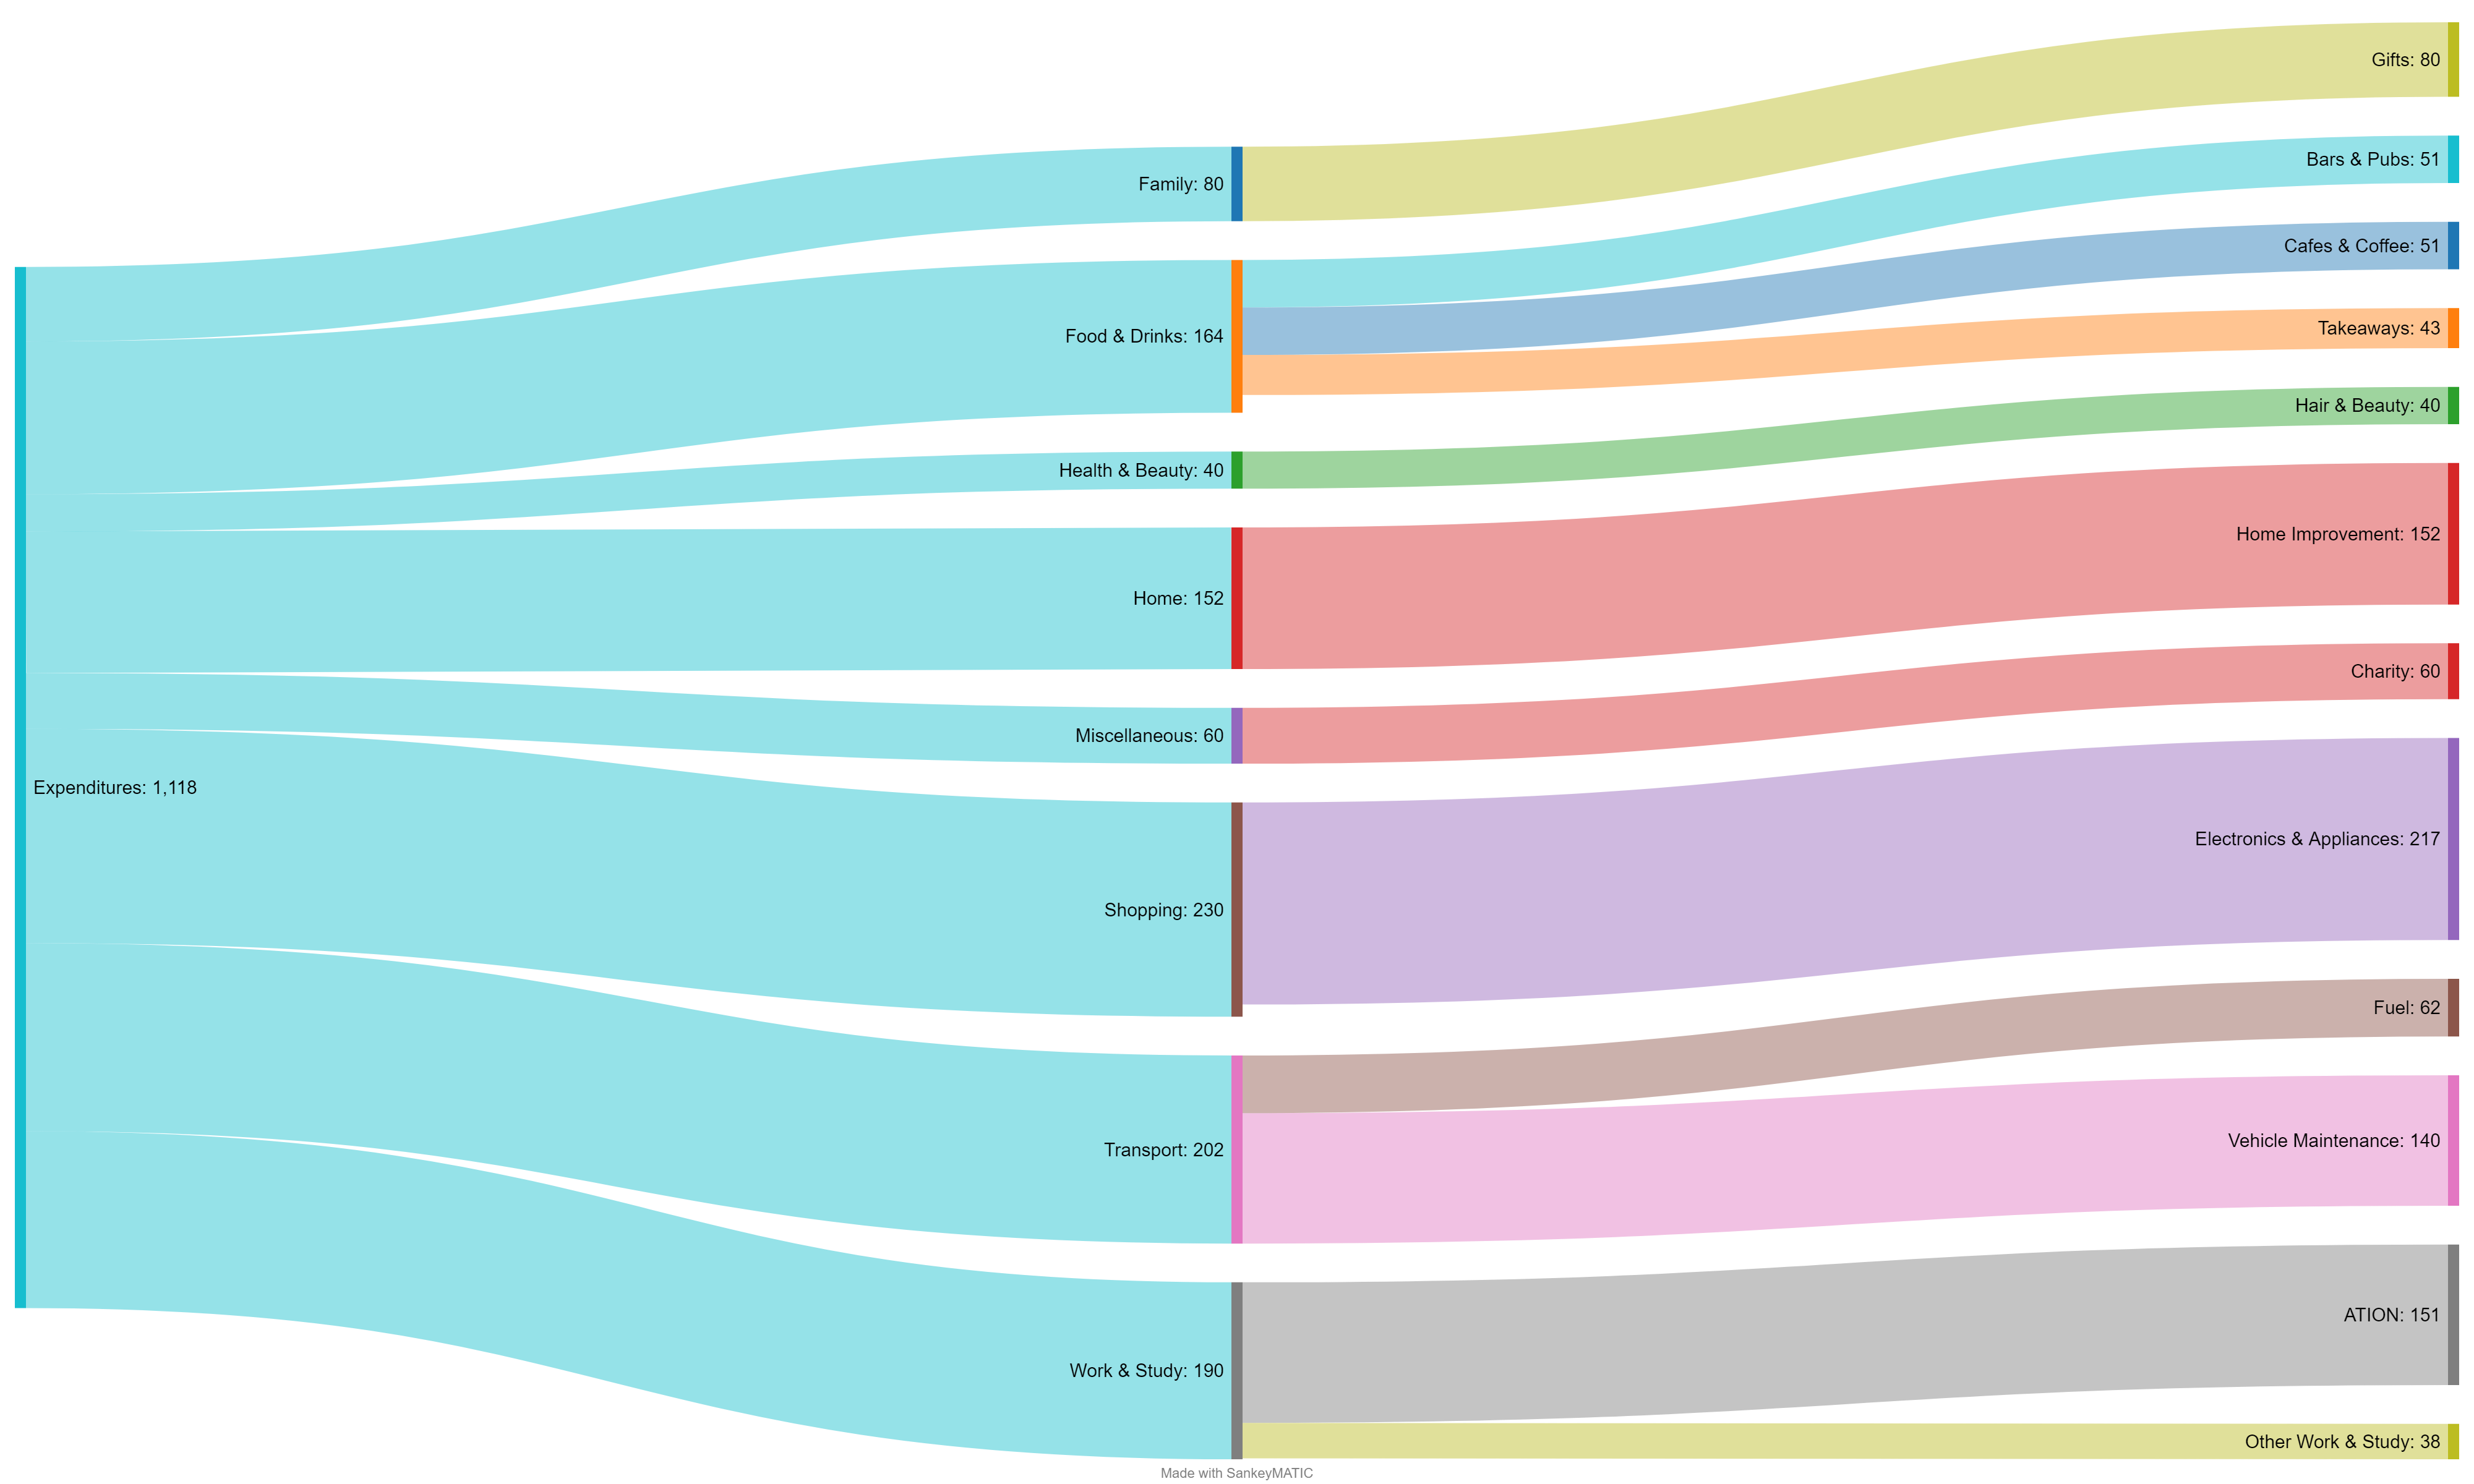 Expenditures: 1,118
Family: 80
Food & Drinks: 164
Health & Beauty: 40
Home: 152
Miscellaneous: 60
Shopping: 230
Transport: 202
Work & Study: 190
Gifts: 80
Bars & Pubs: 51
Cafes & Coffee: 51
Takeaways: 43
Hair & Beauty: 40
Home Improvement: 152
Charity: 60
Electronics & Appliances: 217
Fuel: 62
Vehicle Maintenance: 140
ATION: 151
Other Work & Study: 38
Made with SankeyMATIC